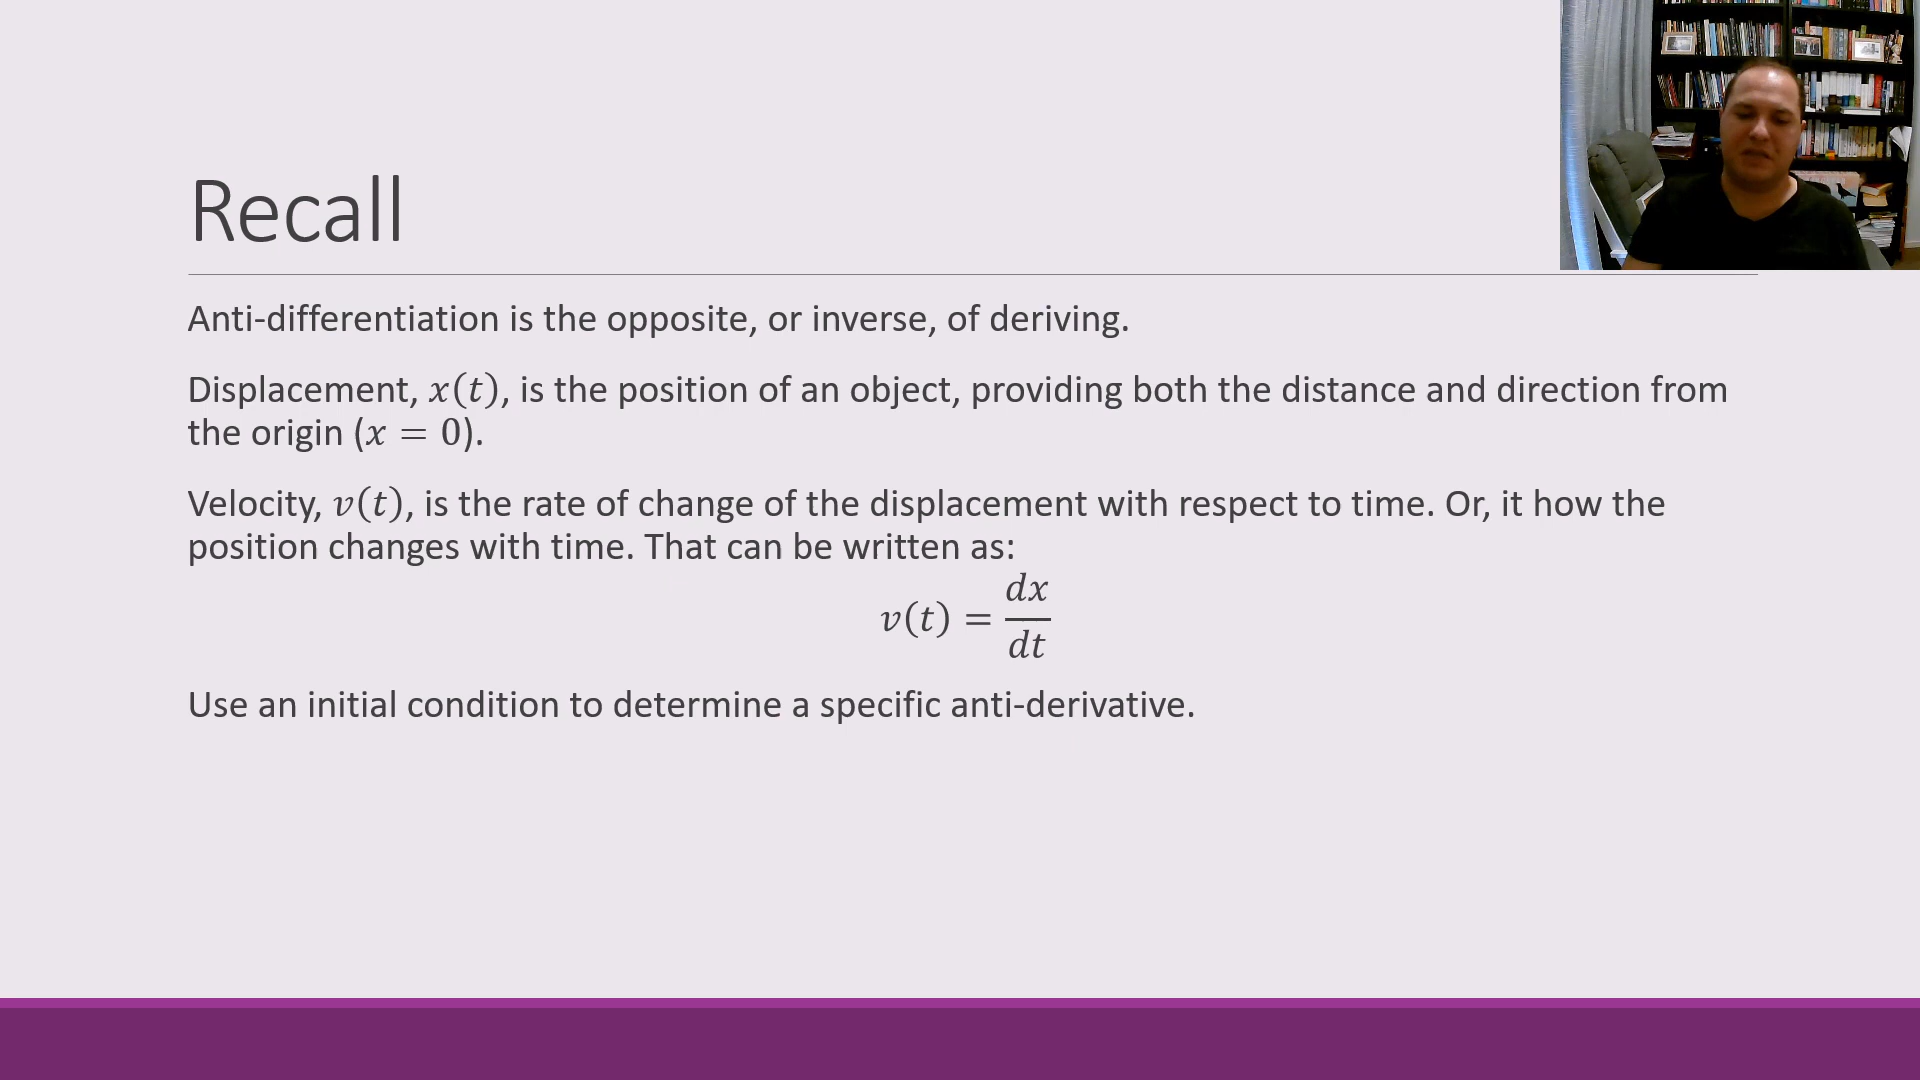 Recall
Anti-differentiation is the opposite, or inverse, of deriving.
Displacement, x(t), is the position of an object, providing both the distance and direction from
the origin (x = 0).
Velocity, v(t), is the rate of change of the displacement with respect to time. Or, it how the
position changes with time. That can be written as:
v(t) = dx/dt
Use an initial condition to determine a specific anti-derivative.